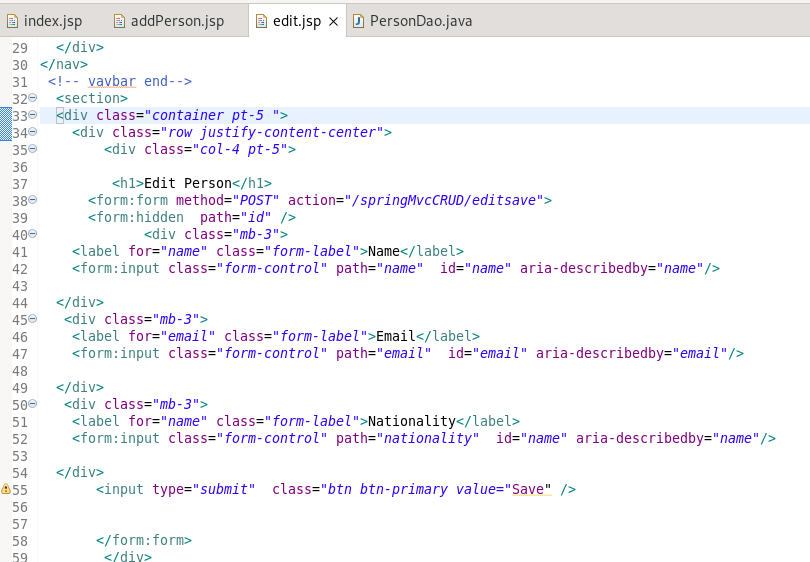 index.jsp addPerson.jsp edit.jsp PersonDao.java
29 </div>
30 </nav>
31 <!-- vavbar end-->
32 <section>
33 <div class="container pt-5 ">
34 <div class="row justify-content-center">
35 <div class="col-4 pt-5">
36
37 <h1>Edit Person</h1>
38 <form:form method="POST" action="/springMvcCRUD/editsave">
39 <form:hidden  path="id" />
40 <div class="mb-3">
41 <label for="name" class="form-label">Name</label>
42 <form:input class="form-control" path="name"  id="name" aria-describedby="name"/>
43
44 </div>
45 <div class="mb-3">
46 <label for="email" class="form-label">Email</label>
47 <form:input class="form-control" path="email"  id="email" aria-describedby="email"/>
48
49 </div>
50 <div class="mb-3">
51 <label for="name" class="form-label">Nationality</label>
52 <form:input class="form-control" path="nationality"  id="name" aria-describedby="name"/>
53
54 </div>
55 <input type="submit"  class="btn btn-primary value="Save" />
56
57
58 </form:form>
59 </div>